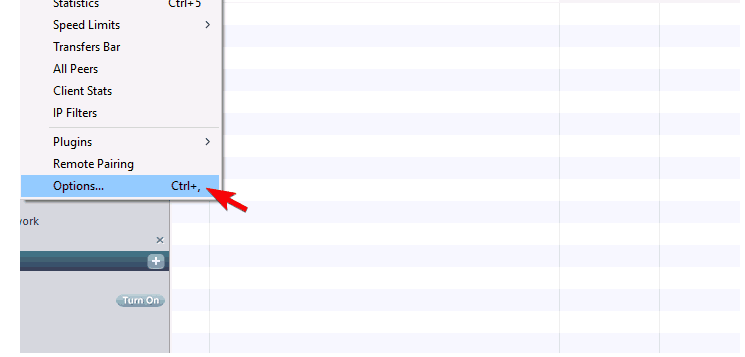 Statistics Ctrl+5
Speed Limits
Transfers Bar
All Peers
Client Stats
IP Filters
Plugins
Remote Pairing
Options... Ctrl+,
work
Turn On